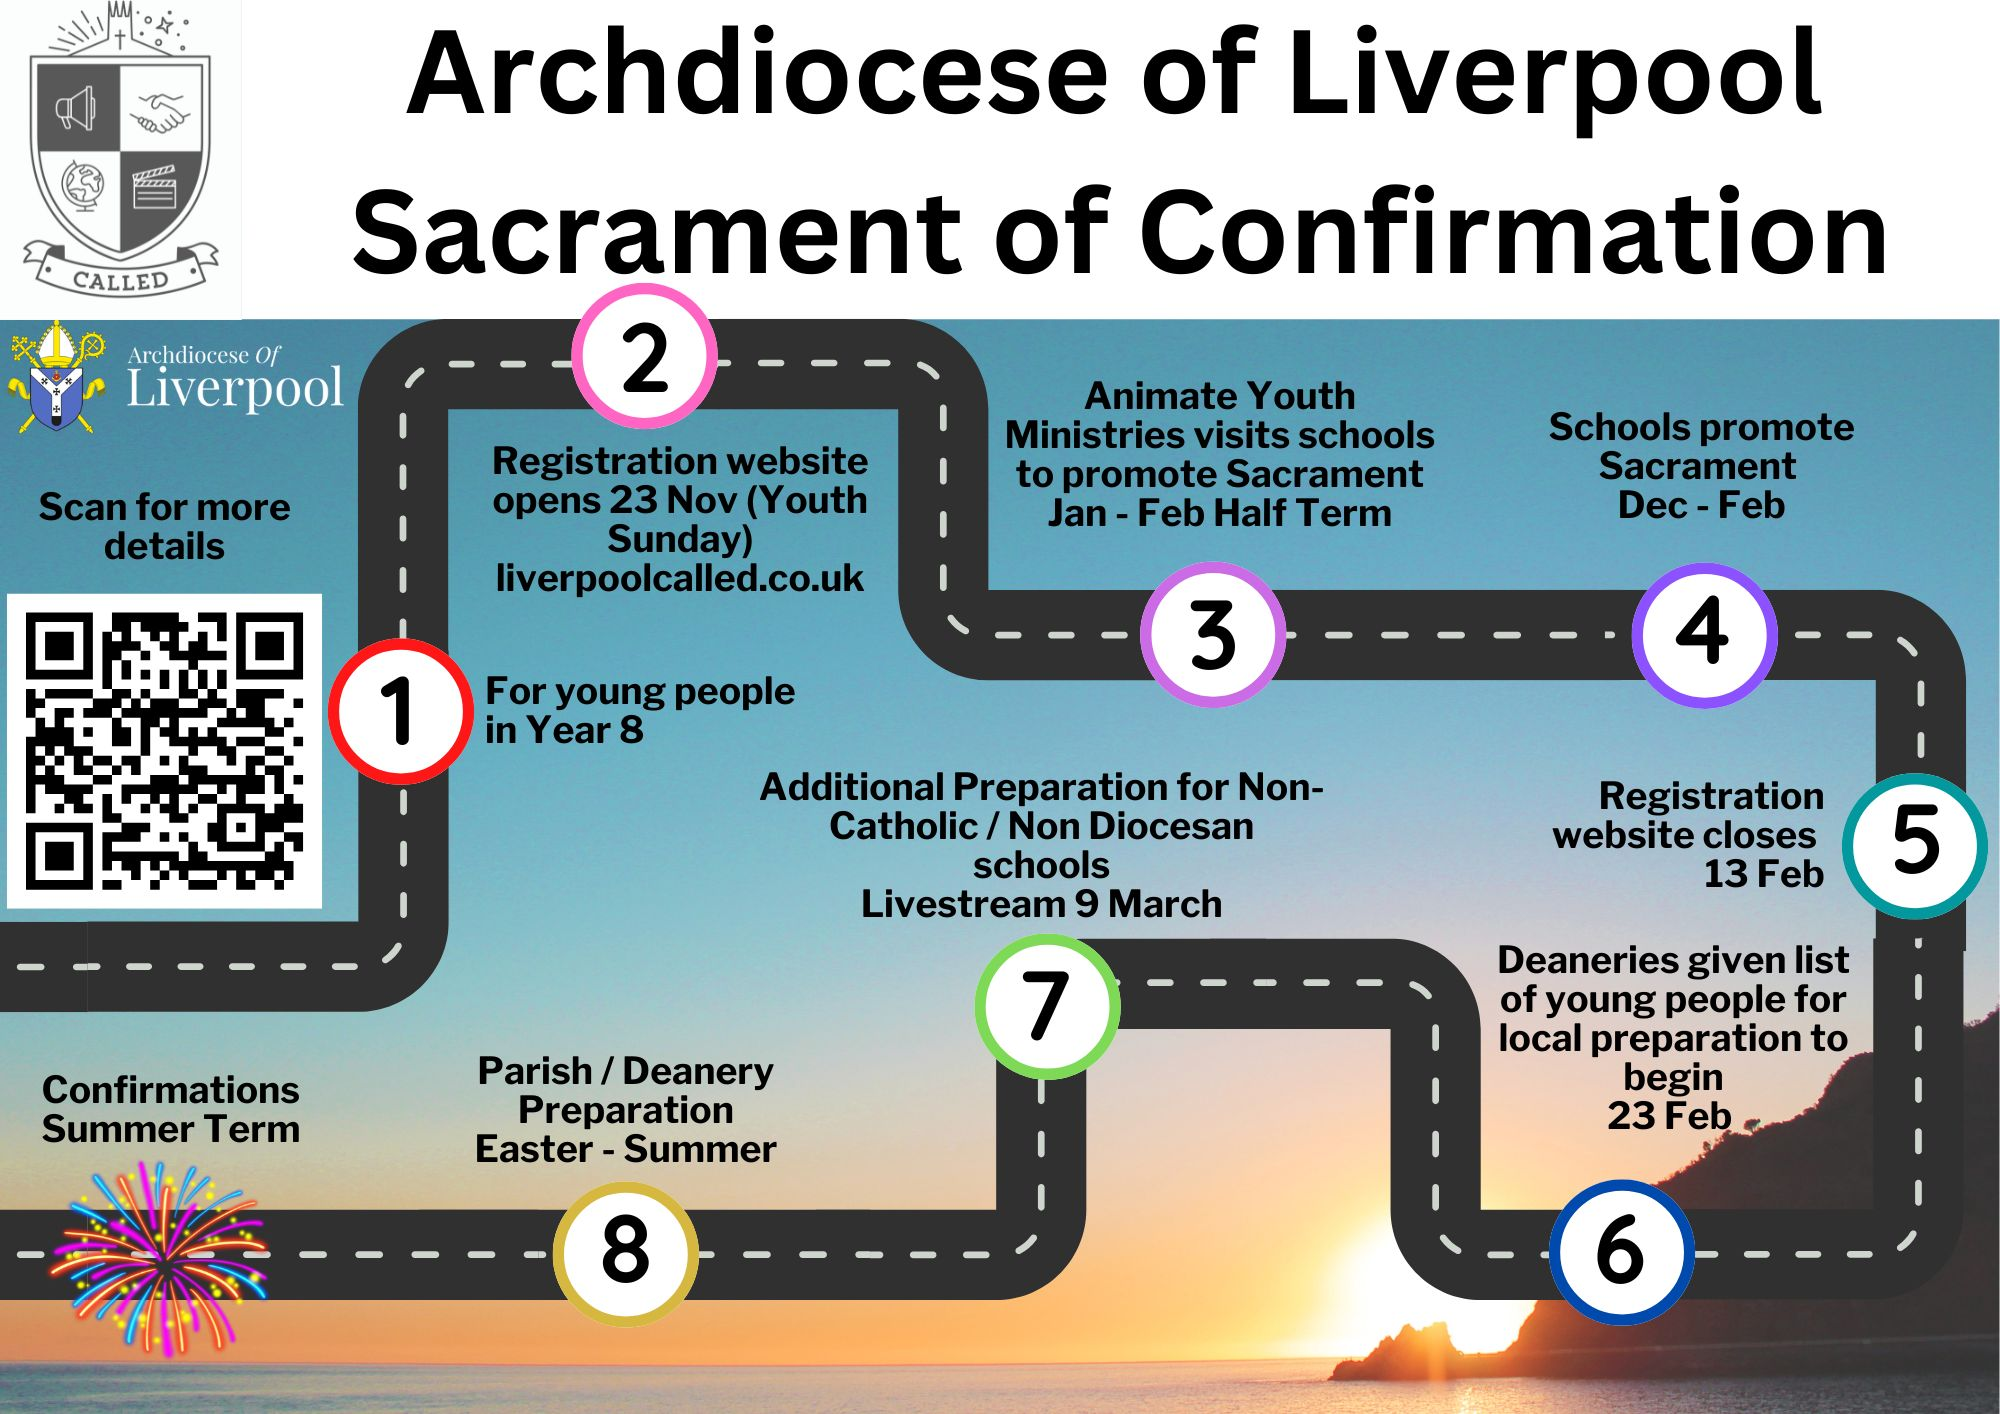 Archdiocese of Liverpool
Sacrament of Confirmation
CALLED
Archdiocese Of
Liverpool
Scan for more
details
1
For young people
in Year 8
2
Registration website
opens 23 Nov (Youth
Sunday)
liverpoolcalled.co.uk
Animate Youth
Ministries visits schools
to promote Sacrament
Jan - Feb Half Term
3
Schools promote
Sacrament
Dec - Feb
4
Registration
website closes
13 Feb
5
Deaneries given list
of young people for
local preparation to
begin
23 Feb
6
Additional Preparation for Non-
Catholic / Non Diocesan
schools
Livestream 9 March
7
Parish / Deanery
Preparation
Easter - Summer
8
Confirmations
Summer Term